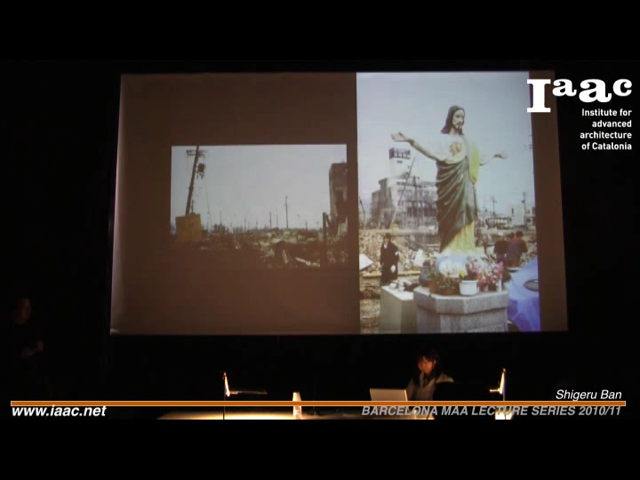 Iaac
Institute for
advanced
architecture
of Catalonia
Shigeru Ban
www.iaac.net
BARCELONA MAA LECTURE SERIES 2010/11